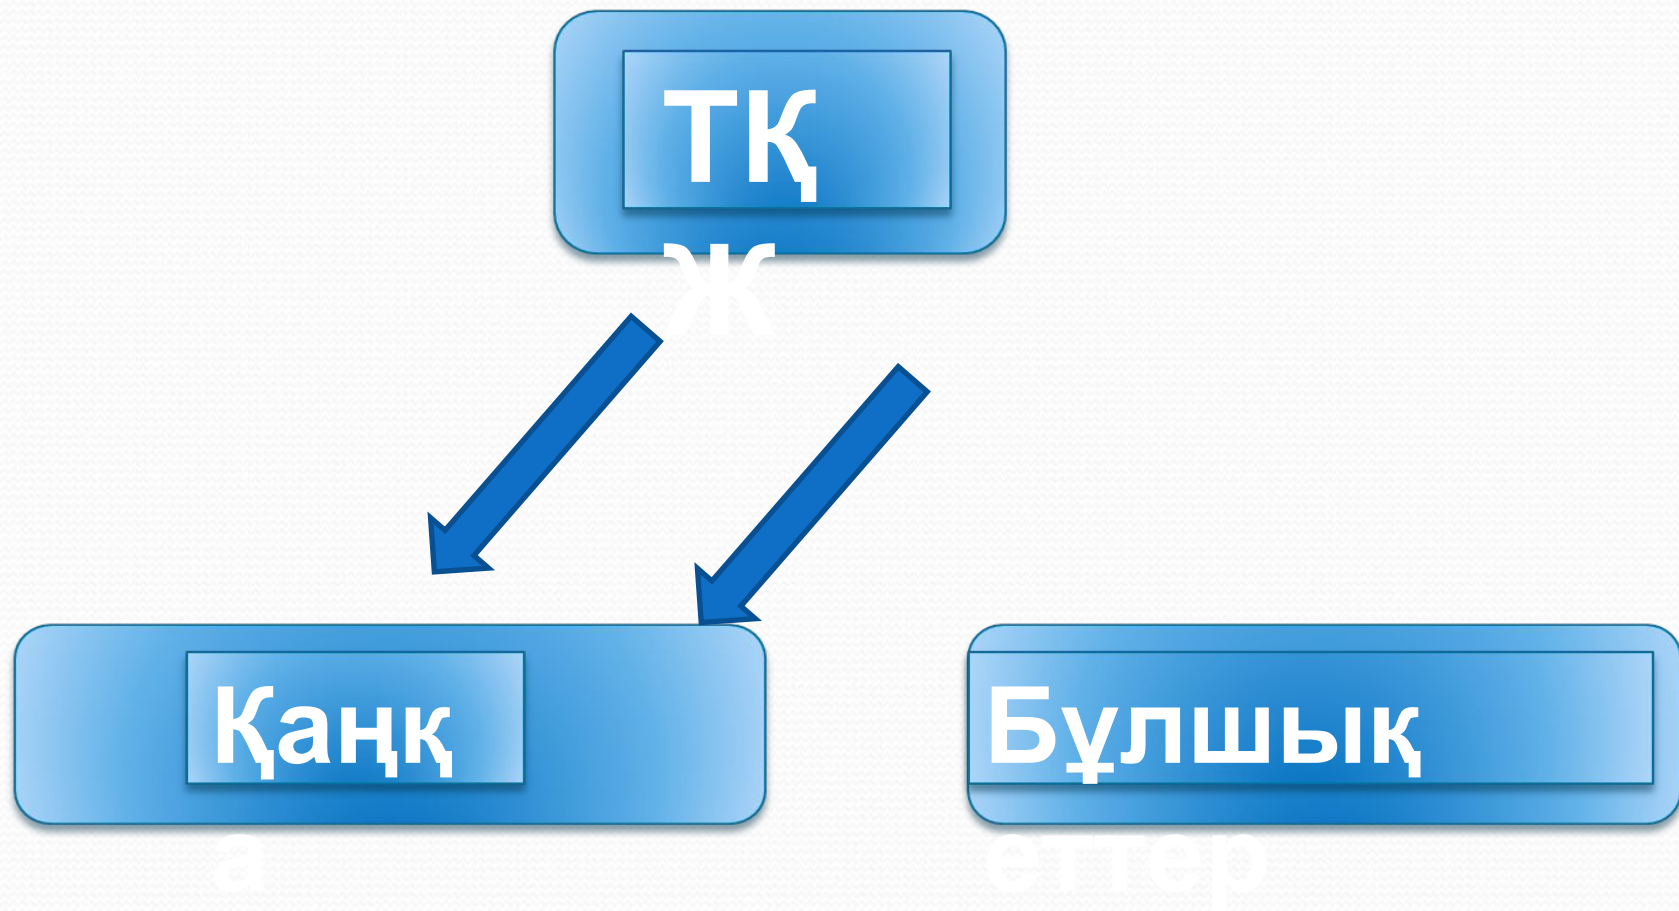 ТҚ
Ж
Қаңқ
а
Бұлшық
еттер